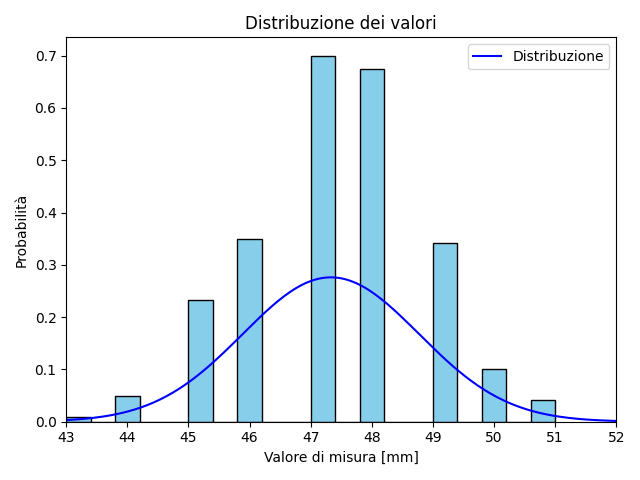 Distribuzione dei valori
Distribuzione
Probabilità
0.7
0.6
0.5
0.4
0.3
0.2
0.1
0.0
43 44 45 46 47 48 49 50 51 52
Valore di misura [mm]